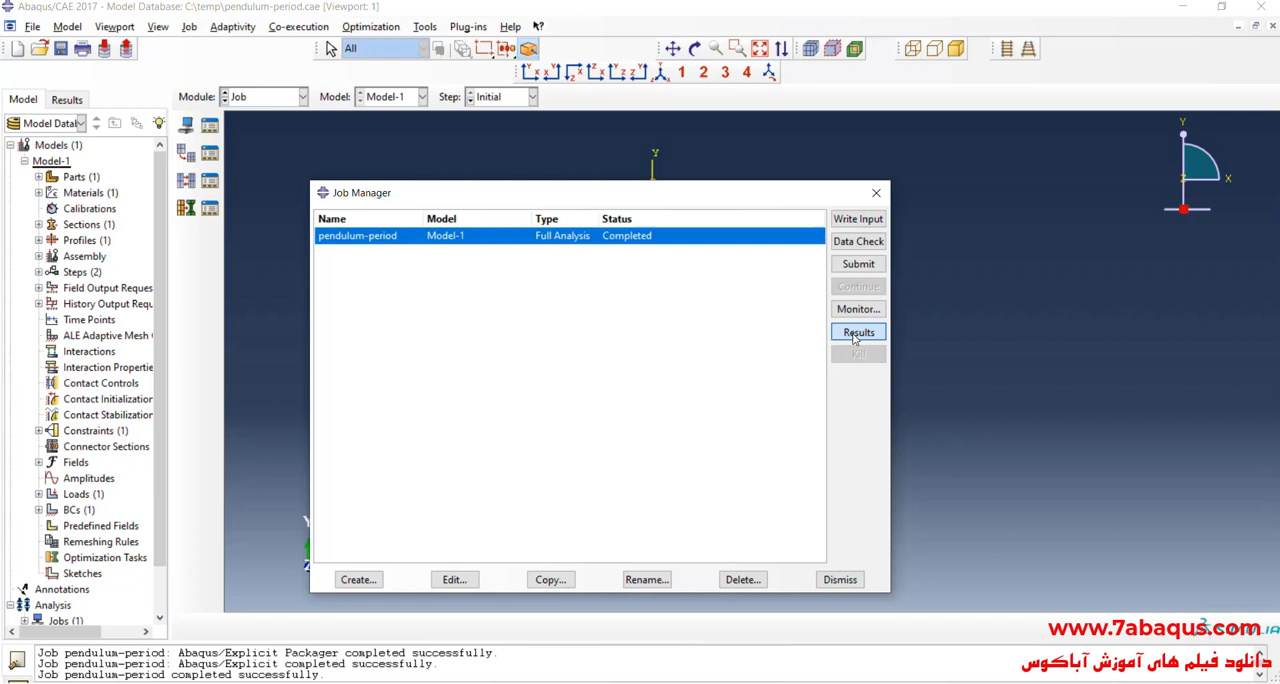 Abaqus/CAE 2017 - Model Database: C:\temp\pendulum-period.cae [Viewport: 1]
File Model Viewport View Job Adaptivity Co-execution Optimization Tools Plug-ins Help
All
1 2 3 4
Model Results Module: Job Model: Model-1 Step: Initial
Model Datal
Models (1)
Model-1
Parts (1)
Materials (1)
Calibrations
Sections (1)
Profiles (1)
Assembly
Steps (2)
Field Output Reques
History Output Requ
Time Points
ALE Adaptive Mesh
Interactions
Interaction Propertie
Contact Controls
Contact Initialization
Contact Stabilization
Constraints (1)
Connector Sections
Fields
Amplitudes
Loads (1)
BCs (1)
Predefined Fields
Remeshing Rules
Optimization Tasks
Sketches
Annotations
Analysis
Jobs (1)
Y
Y
Z
X
Y
Job Manager
Name Model Type Status
pendulum-period Model-1 Full Analysis Completed
Write Input
Data Check
Submit
Continue
Monitor...
Results
Kill
Create... Edit... Copy... Rename... Delete... Dismiss
www.7abaqus.com
دانلود فیلم های آموزش آباکوس
Job pendulum-period: Abaqus/Explicit Packager completed successfully.
Job pendulum-period: Abaqus/Explicit completed successfully.
Job pendulum-period completed successfully.